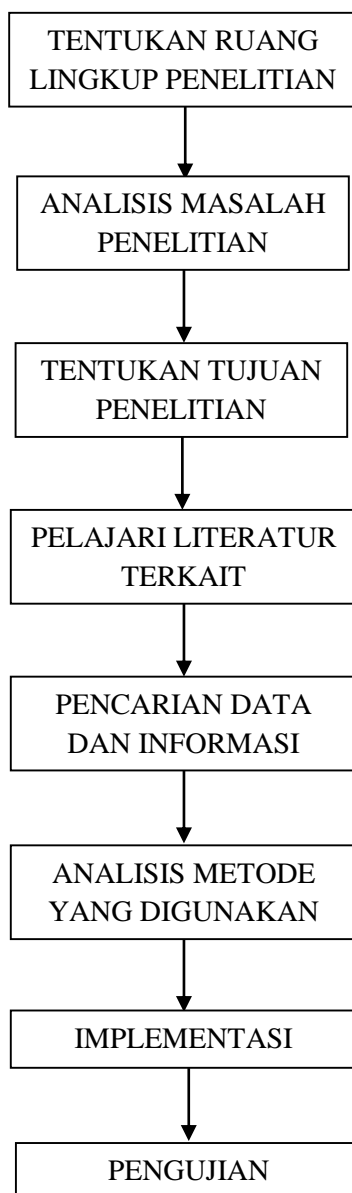 TENTUKAN RUANG
LINGKUP PENELITIAN
ANALISIS MASALAH
PENELITIAN
TENTUKAN TUJUAN
PENELITIAN
PELAJARI LITERATUR
TERKAIT
PENCARIAN DATA
DAN INFORMASI
ANALISIS METODE
YANG DIGUNAKAN
IMPLEMENTASI
PENGUJIAN